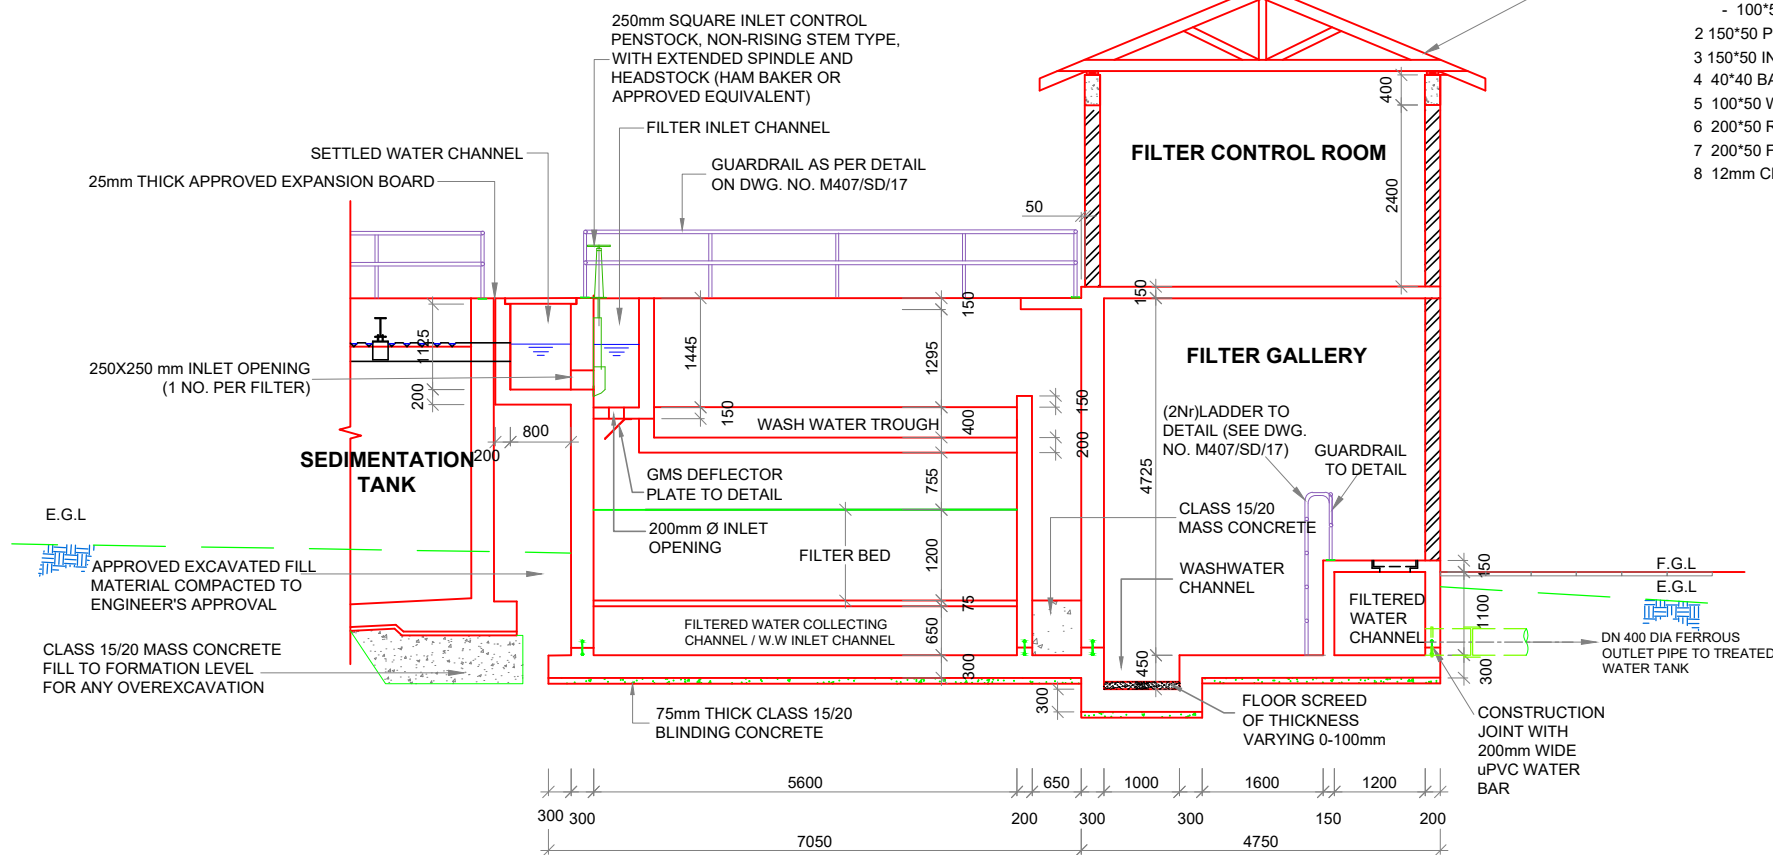 250mm SQUARE INLET CONTROL
PENSTOCK, NON-RISING STEM TYPE,
WITH EXTENDED SPINDLE AND
HEADSTOCK (HAM BAKER OR
APPROVED EQUIVALENT)
FILTER INLET CHANNEL
SETTLED WATER CHANNEL
25mm THICK APPROVED EXPANSION BOARD
GUARDRAIL AS PER DETAIL
ON DWG. NO. M407/SD/17
- 100*5
2 150*50 P
3 150*50 IN
4 40*40 BA
5 100*50 W
6 200*50 R
7 200*50 F
8 12mm C
400
FILTER CONTROL ROOM
2400
50
150
150
1125
1445
1295
FILTER GALLERY
250X250 mm INLET OPENING
(1 NO. PER FILTER)
200
150
150
400
WASH WATER TROUGH
200
800
200
SEDIMENTATION
TANK
(2Nr)LADDER TO
DETAIL (SEE DWG.
NO. M407/SD/17)
GUARDRAIL
TO DETAIL
GMS DEFLECTOR
PLATE TO DETAIL
755
4725
CLASS 15/20
MASS CONCRETE
E.G.L
200mm Ø INLET
OPENING
FILTER BED
1200
WASHWATER
CHANNEL
150
F.G.L
E.G.L
APPROVED EXCAVATED FILL
MATERIAL COMPACTED TO
ENGINEER'S APPROVAL
75
FILTERED
WATER
CHANNEL
1100
FILTERED WATER COLLECTING
CHANNEL / W.W INLET CHANNEL
650
DN 400 DIA FERROUS
OUTLET PIPE TO TREATED
WATER TANK
CLASS 15/20 MASS CONCRETE
FILL TO FORMATION LEVEL
FOR ANY OVEREXCAVATION
300
450
300
300
75mm THICK CLASS 15/20
BLINDING CONCRETE
FLOOR SCREED
OF THICKNESS
VARYING 0-100mm
CONSTRUCTION
JOINT WITH
200mm WIDE
uPVC WATER
BAR
5600 650 1000 1600 1200
300 300 200 300 300 150 200
7050 4750